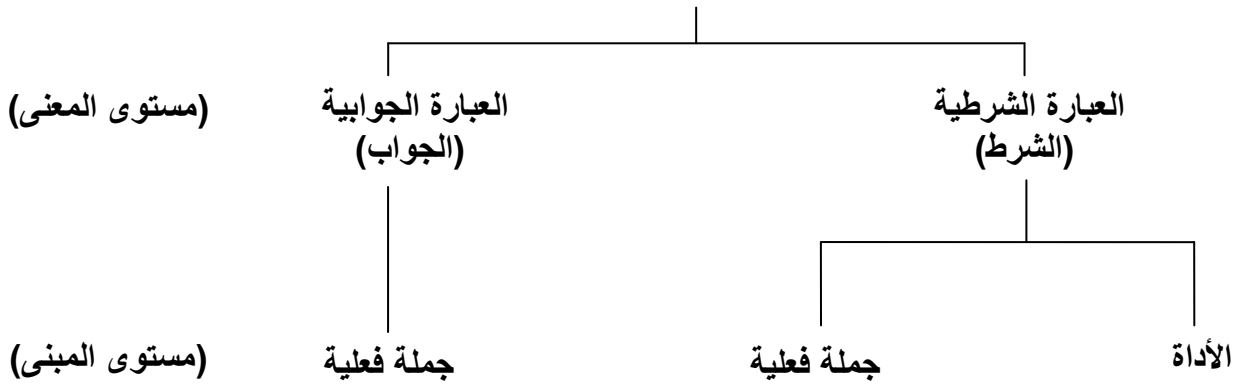 العبارة الشرطية
(الشرط)
العبارة الجوابية
(الجواب)
(مستوى المعنى)
الأداة
جملة فعلية
جملة فعلية
(مستوى المبنى)